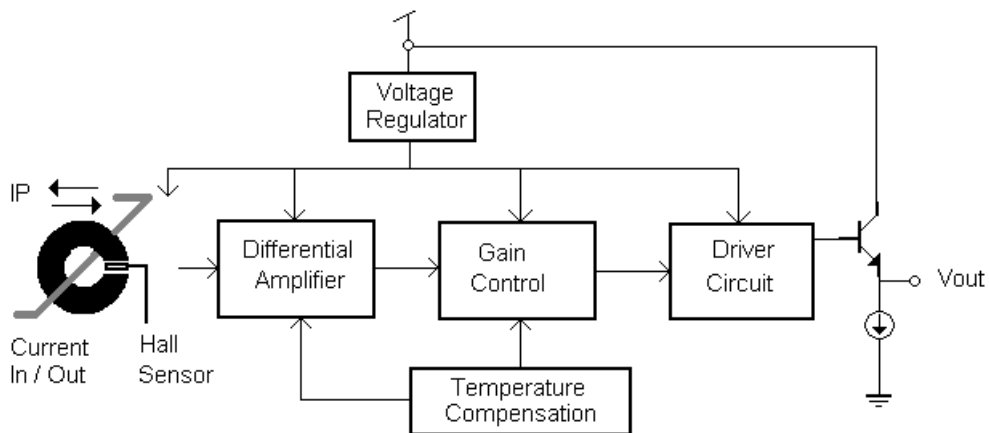 Voltage
Regulator
IP
Differential
Amplifier
Gain
Control
Driver
Circuit
Vout
Current
In / Out
Hall
Sensor
Temperature
Compensation